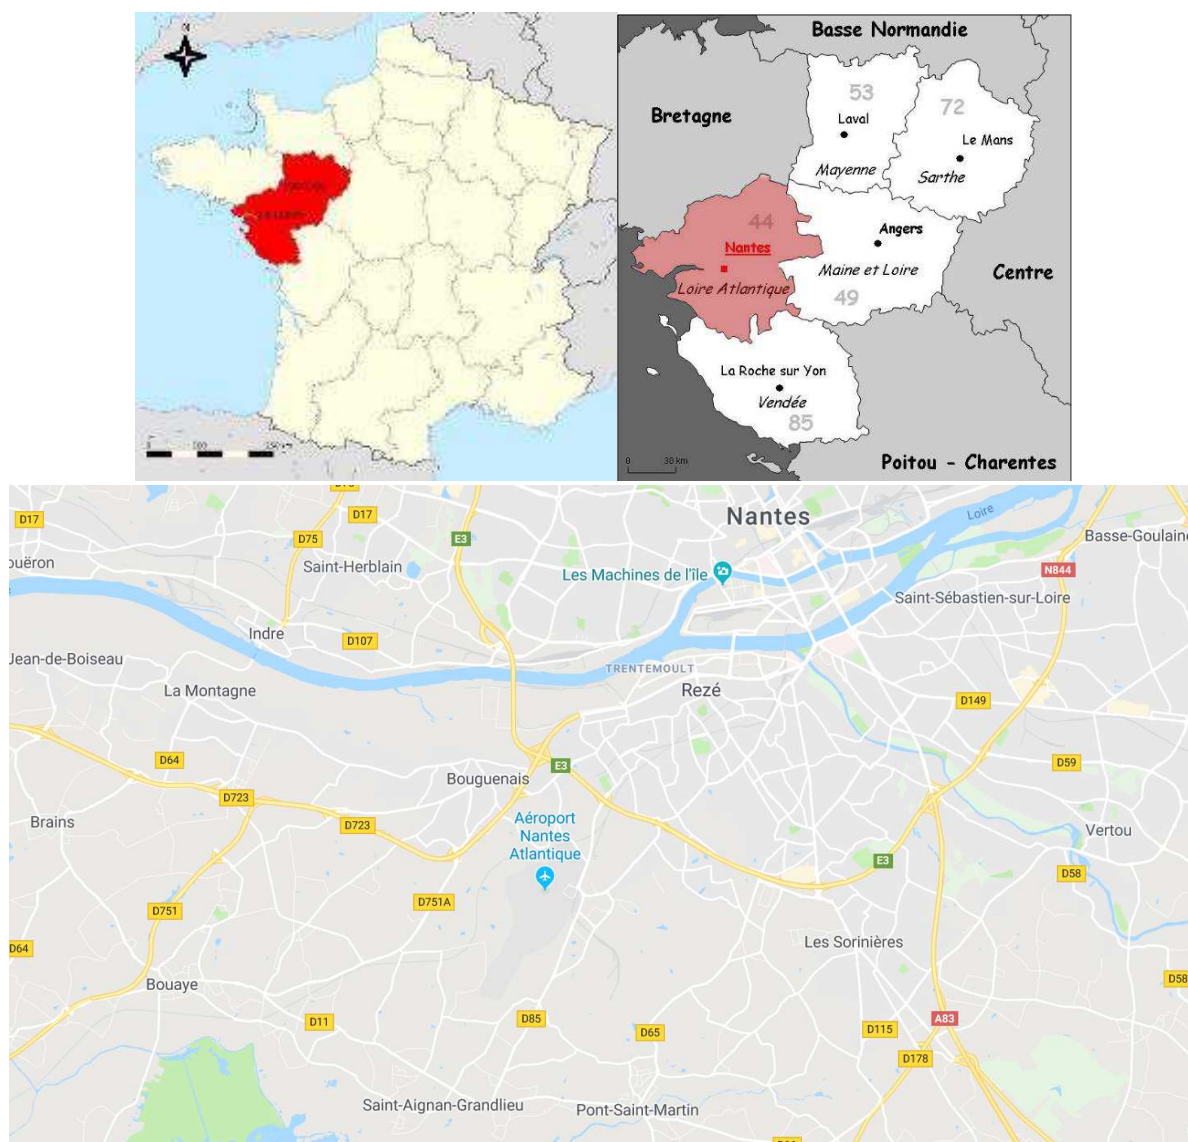 N
Basse Normandie
53
72
Bretagne
Laval
Le Mans
Mayenne
Sarthe
44
Nantes
Angers
Loire Atlantique
Maine et Loire
49
Centre
La Roche sur Yon
Vendée
85
0 30 km
Poitou - Charentes
Nantes
Loire
D17
D17
E3
D75
Basse-Goulaine
ouëron
Saint-Herblain
Les Machines de l'île
N844
Saint-Sébastien-sur-Loire
Indre
D107
Jean-de-Boiseau
TRENTEMOULT
La Montagne
Rezé
D149
D64
E3
D59
Bouguenais
D723
Brains
D723
Aéroport
Nantes
Atlantique
Vertou
E3
D58
D751A
D751
D64
Les Sorinières
Bouaye
D58
D11
D85
D65
D115
A83
D178
Saint-Aignan-Grandlieu
Pont-Saint-Martin